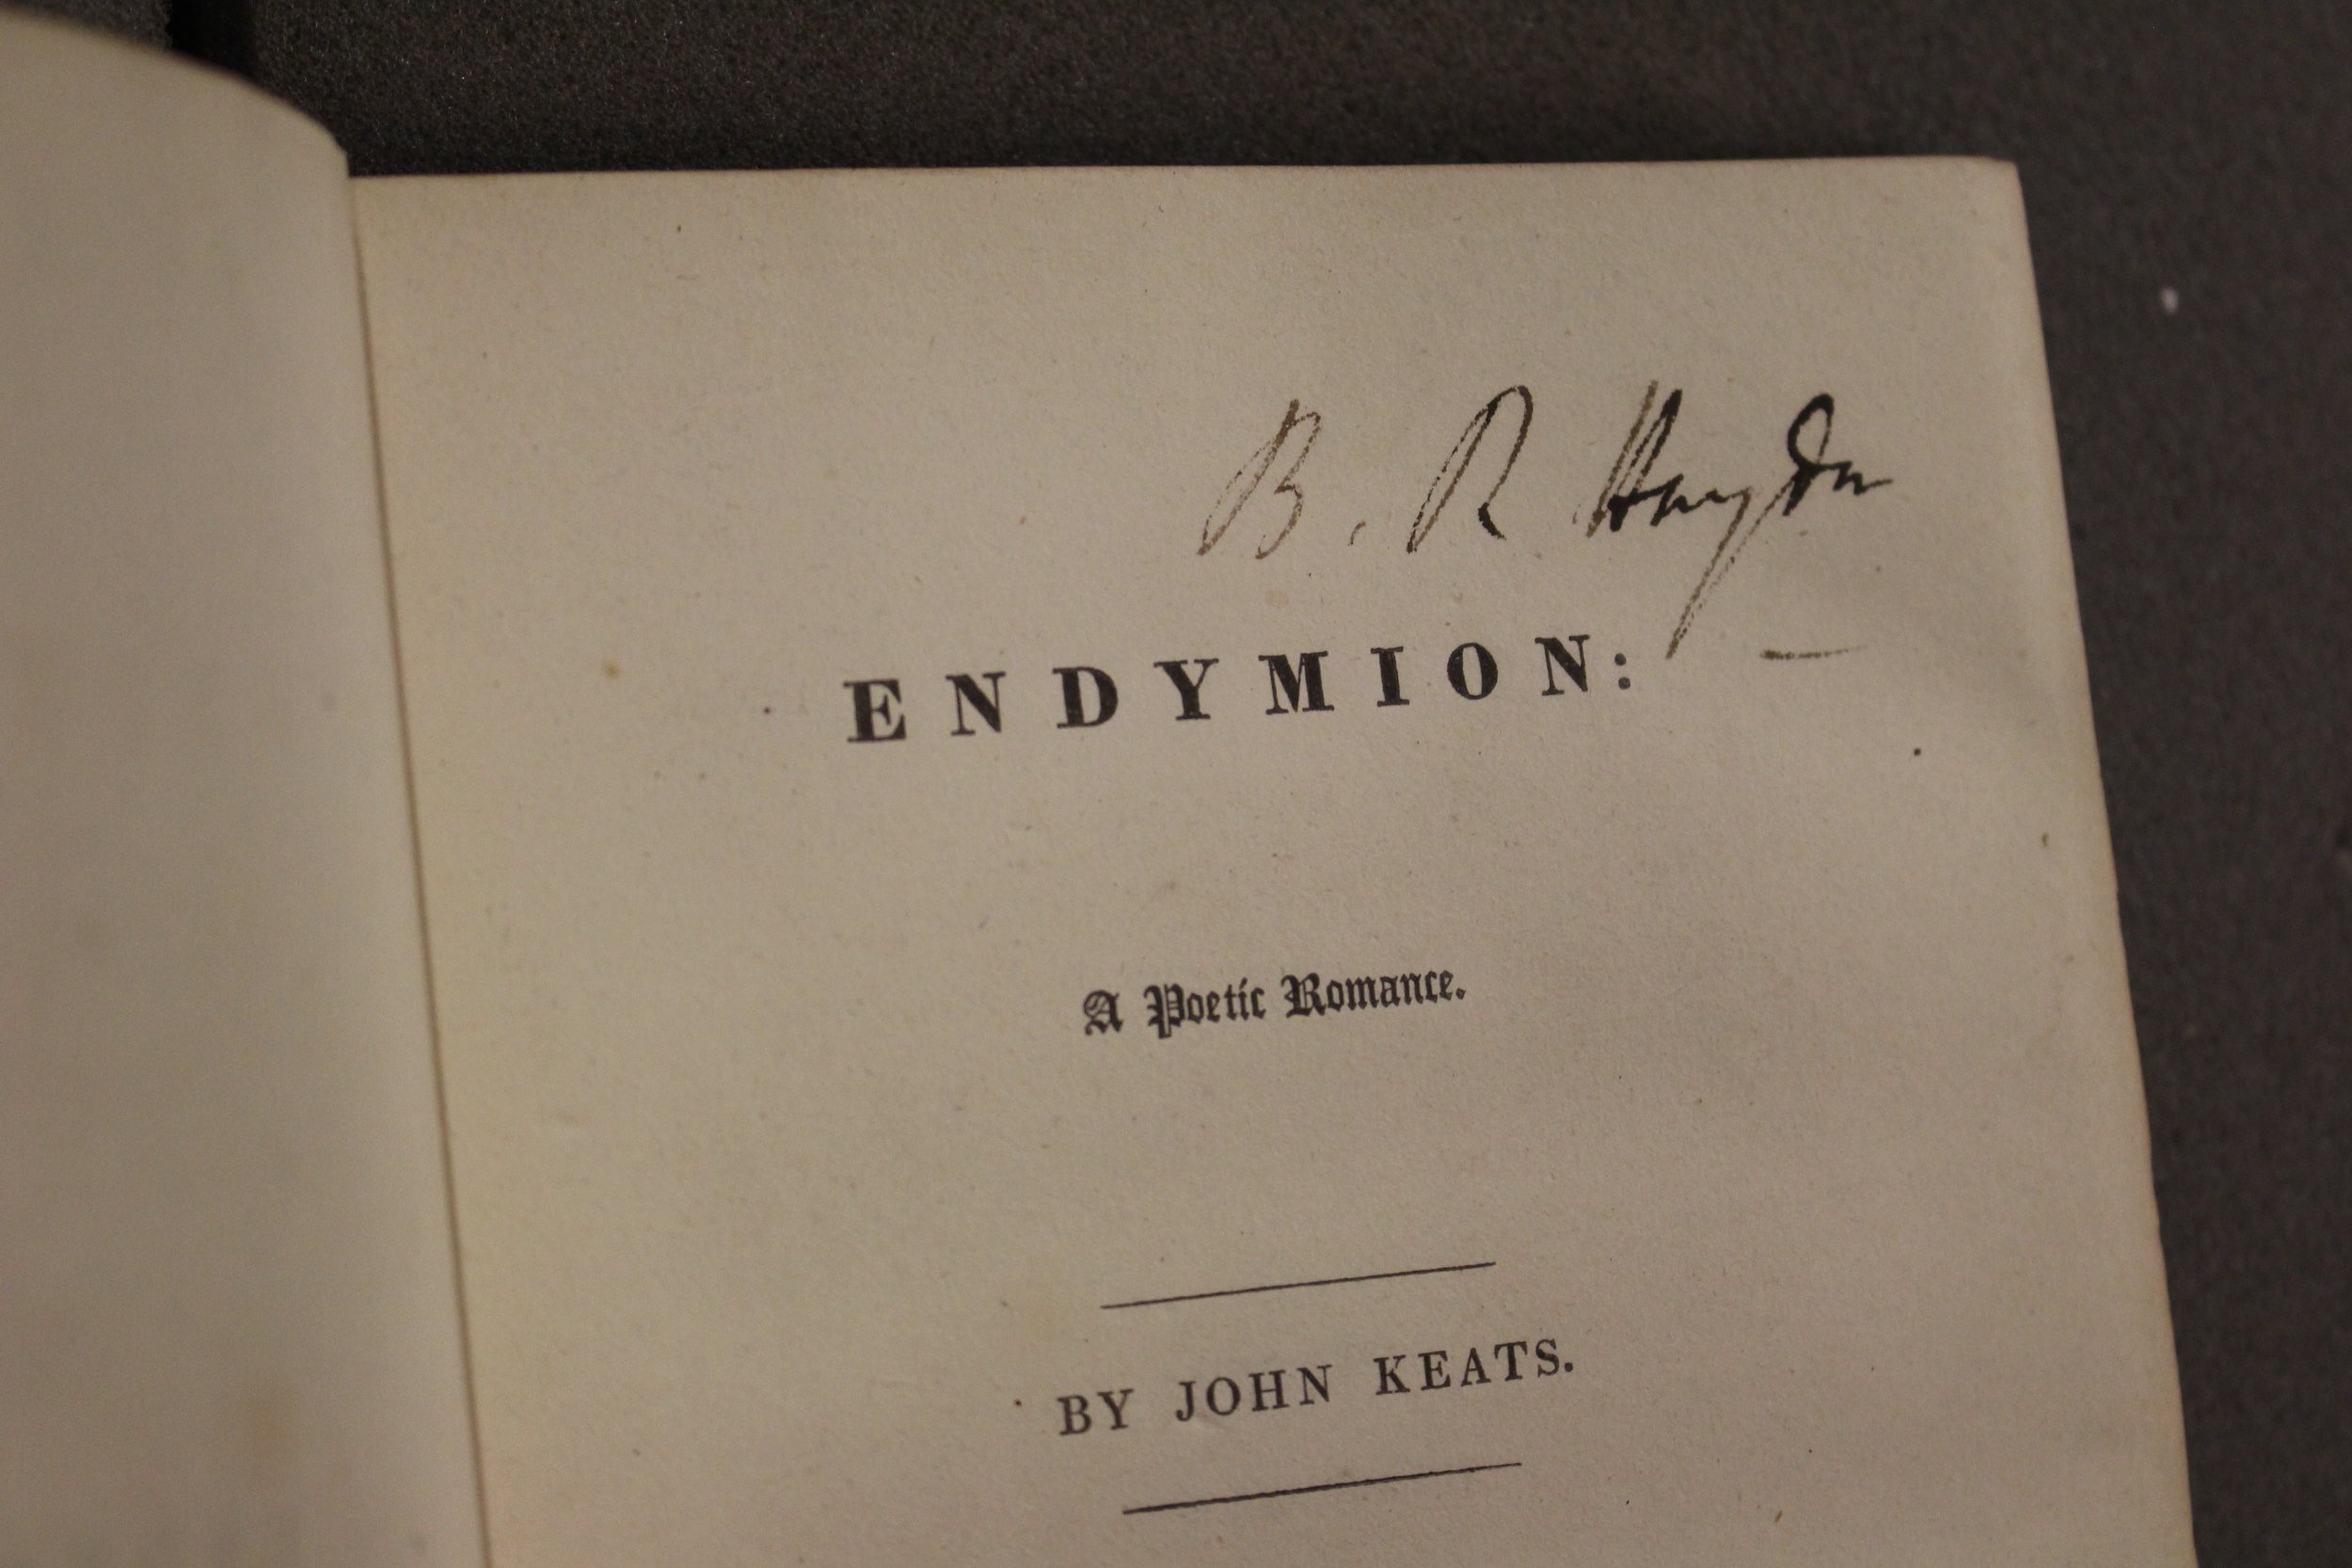 B. R Haydon
ENDYMION:
A Poetic Romance.
BY JOHN KEATS.